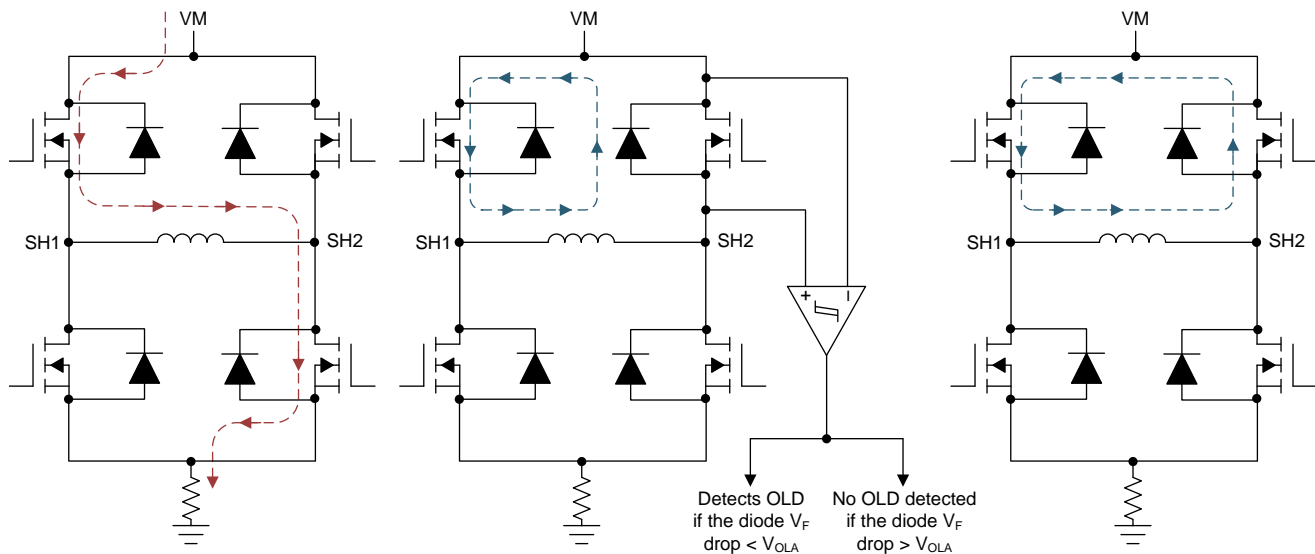 VM
SH1
SH2
VM
SH1
SH2
+
−
Detects OLD
if the diode VF
drop < VOLA
No OLD detected
if the diode VF
drop > VOLA
VM
SH1
SH2